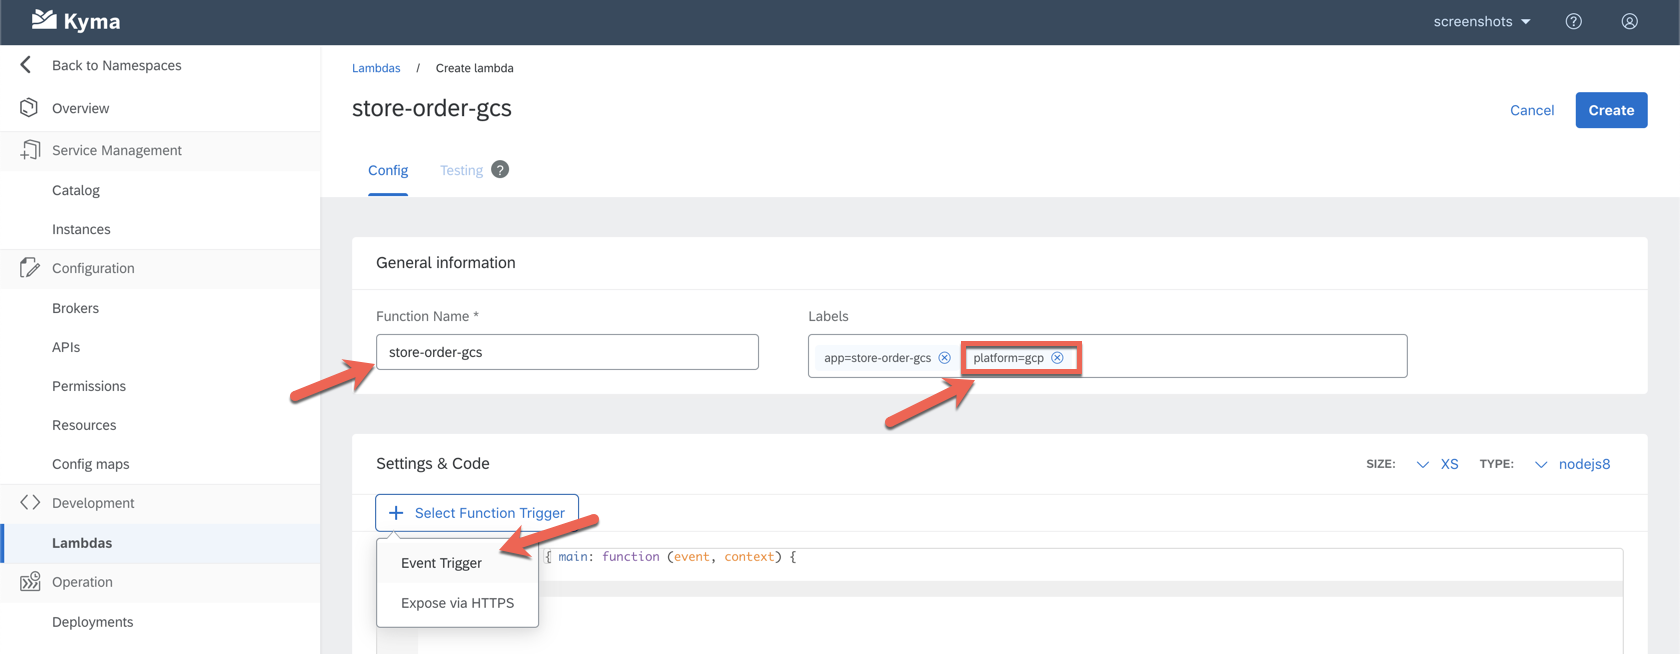 Kyma
screenshots
?
Back to Namespaces
Overview
Service Management
Catalog
Instances
Configuration
Brokers
APIs
Permissions
Resources
Config maps
Development
Lambdas
Operation
Deployments
Lambdas / Create lambda
store-order-gcs
Cancel
Create
Config
Testing ?
General information
Function Name *
store-order-gcs
Labels
app=store-order-gcs
platform=gcp
Settings & Code
SIZE: XS TYPE: nodejs8
+ Select Function Trigger
Event Trigger
Expose via HTTPS
{ main: function (event, context) {